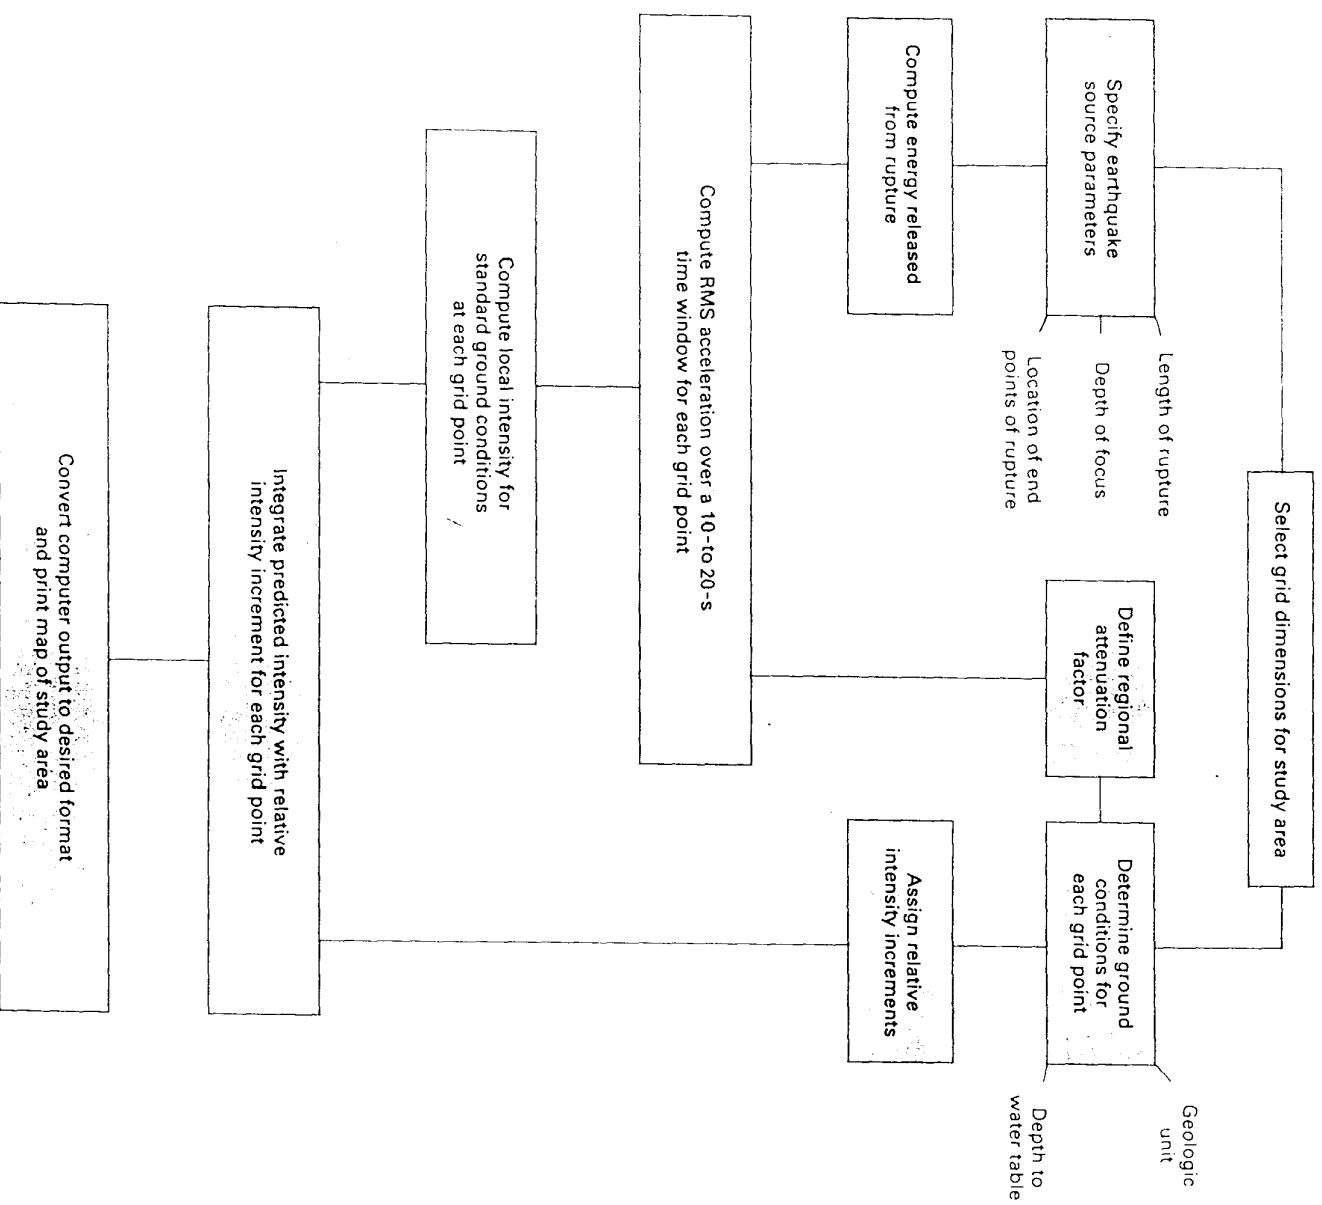 Select grid dimensions for study area
Specify earthquake
source parameters
Length of rupture
Depth of focus
Location of end
points of rupture
Define regional
attenuation
factor
Determine ground
conditions for
each grid point
Geologic
unit
Depth to
water table
Compute energy released
from rupture
Assign relative
intensity increments
Compute RMS acceleration over a 10-to 20-s
time window for each grid point
Compute local intensity for
standard ground conditions
at each grid point
Integrate predicted intensity with relative
intensity increment for each grid point
Convert computer output to desired format
and print map of study area